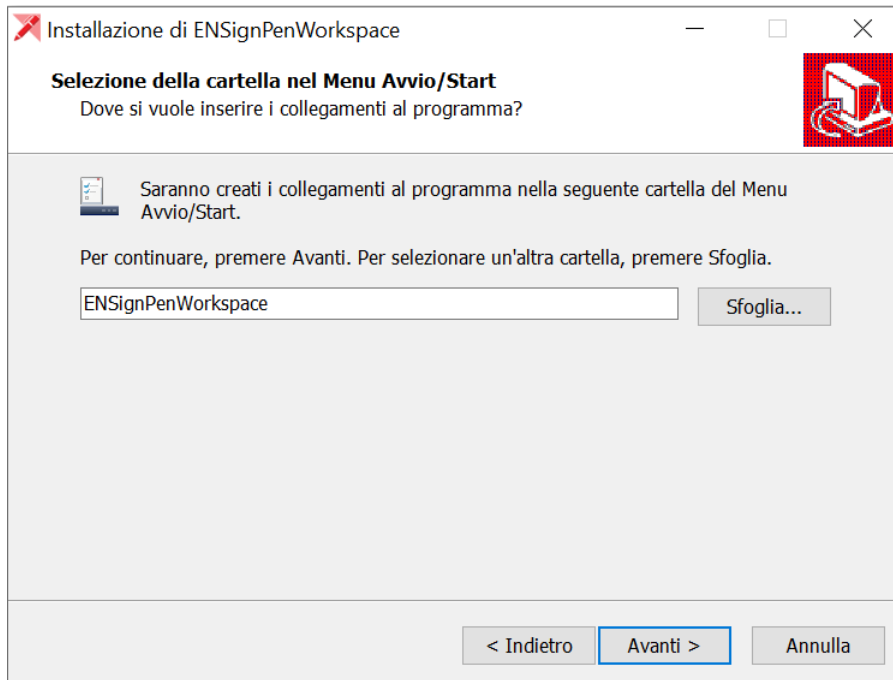 Installazione di ENSignPenWorkspace
Selezione della cartella nel Menu Avvio/Start
Dove si vuole inserire i collegamenti al programma?
Saranno creati i collegamenti al programma nella seguente cartella del Menu
Avvio/Start.
Per continuare, premere Avanti. Per selezionare un'altra cartella, premere Sfoglia.
ENSignPenWorkspace
Sfoglia...
< Indietro
Avanti >
Annulla